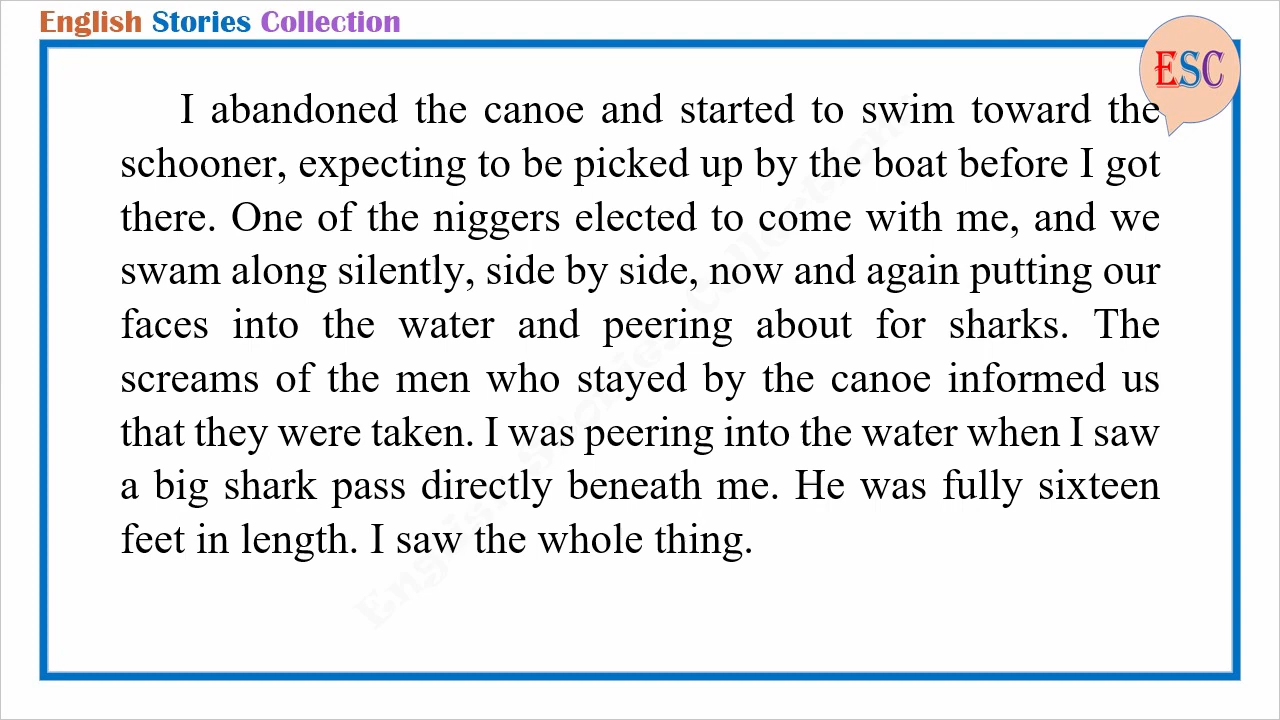 English Stories Collection
ESC
I abandoned the canoe and started to swim toward the
schooner, expecting to be picked up by the boat before I got
there. One of the niggers elected to come with me, and we
swam along silently, side by side, now and again putting our
faces into the water and peering about for sharks. The
screams of the men who stayed by the canoe informed us
that they were taken. I was peering into the water when I saw
a big shark pass directly beneath me. He was fully sixteen
feet in length. I saw the whole thing.
English Stories Collection